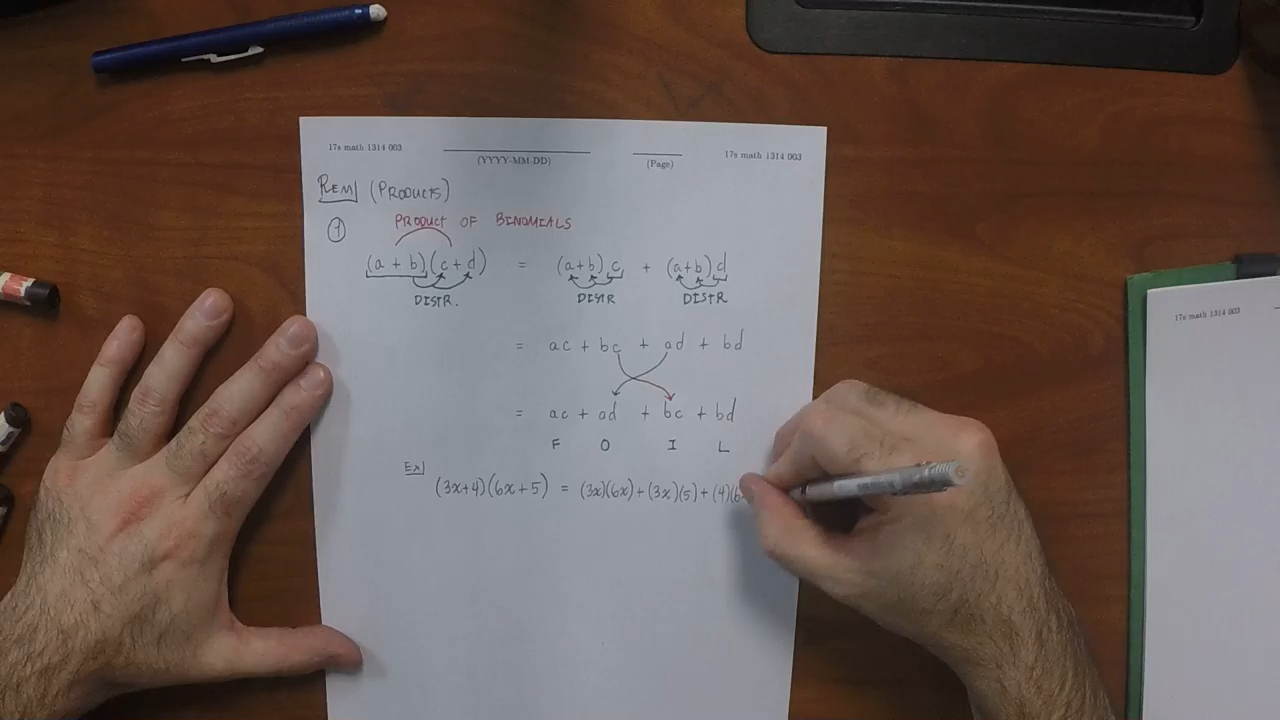 17s math 1314 003 (YYYY-MM-DD) (Page) 17s math 1314 003
REM (PRODUCTS)
① PRODUCT OF BINOMIALS
(a + b)(c + d) = (a+b)c + (a+b)d
DISTR. DISTR DISTR
= ac + bc + ad + bd
= ac + ad + bc + bd
F O I L
Ex
(3x+4)(6x+5) = (3x)(6x)+(3x)(5)+(4)(6x
17s math 1314 003